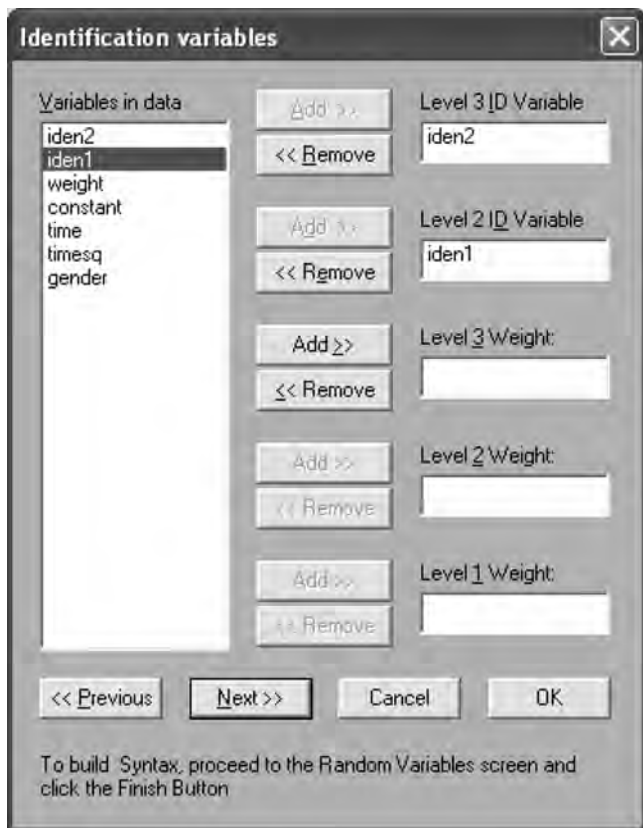 Identification variables
Variables in data
iden2
iden1
weight
constant
time
timesq
gender
Add >>
<< Remove
Level 3 ID Variable
iden2
Add >>
<< Remove
Level 2 ID Variable
iden1
Add >>
<< Remove
Level 3 Weight:
Add >>
<< Remove
Level 2 Weight:
Add >>
<< Remove
Level 1 Weight:
<< Previous
Next >>
Cancel
OK
To build Syntax, proceed to the Random Variables screen and
click the Finish Button